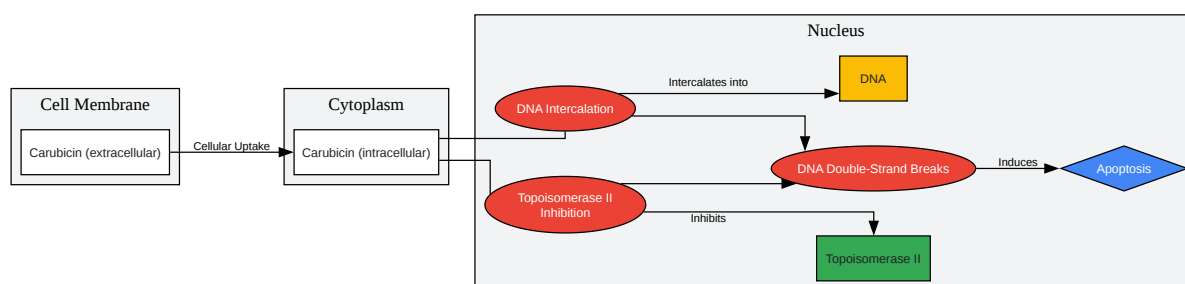 Nucleus
Intercalates into
DNA
Cell Membrane
Cytoplasm
DNA Intercalation
Carubicin (extracellular)
Cellular Uptake
Carubicin (intracellular)
DNA Double-Strand Breaks
Induces
Apoptosis
Topoisomerase II
Inhibition
Inhibits
Topoisomerase II